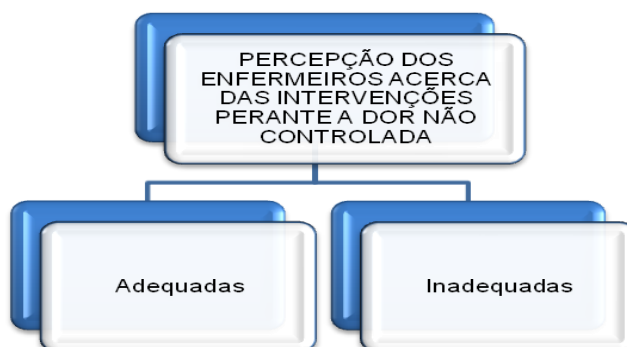 PERCEPÇÃO DOS
ENFERMEIROS ACERCA
DAS INTERVENÇÕES
PERANTE A DOR NÃO
CONTROLADA
Adequadas
Inadequadas